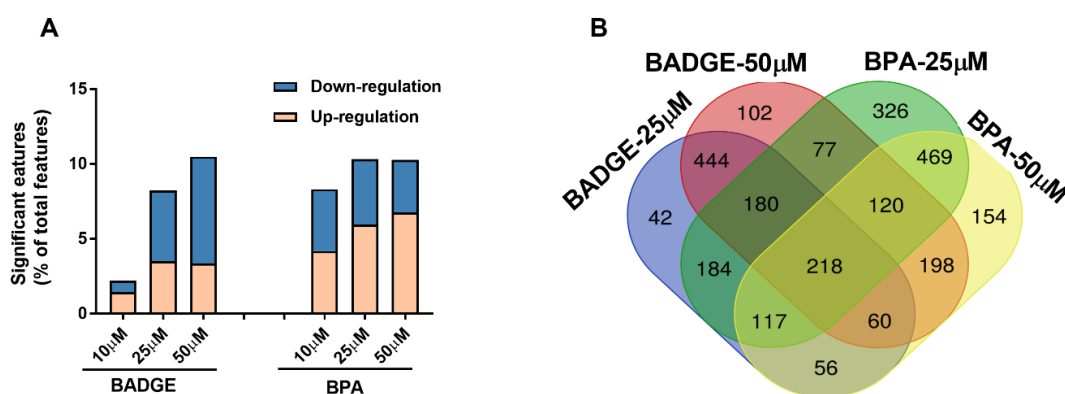 A
Significant eatures
(% of total features)
15
10
5
0
Down-regulation
Up-regulation
10µM
25µM
50µM
10µM
25µM
50µM
BADGE
BPA
B
BADGE-25µM
BADGE-50µM
BPA-25µM
BPA-50µM
102
326
444
77
469
42
180
120
154
184
218
198
117
60
56